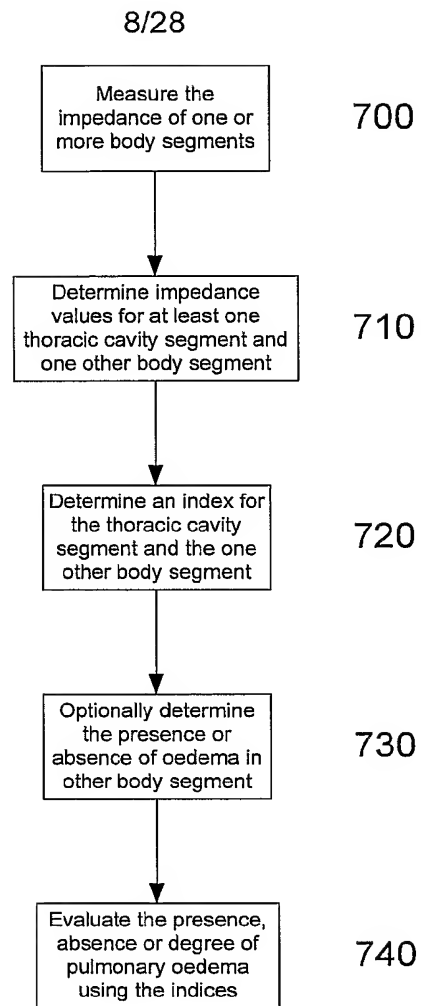 8/28
Measure the
impedance of one or
more body segments
700
Determine impedance
values for at least one
thoracic cavity segment and
one other body segment
710
Determine an index for
the thoracic cavity
segment and the one
other body segment
720
Optionally determine
the presence or
absence of oedema in
other body segment
730
Evaluate the presence,
absence or degree of
pulmonary oedema
using the indices
740